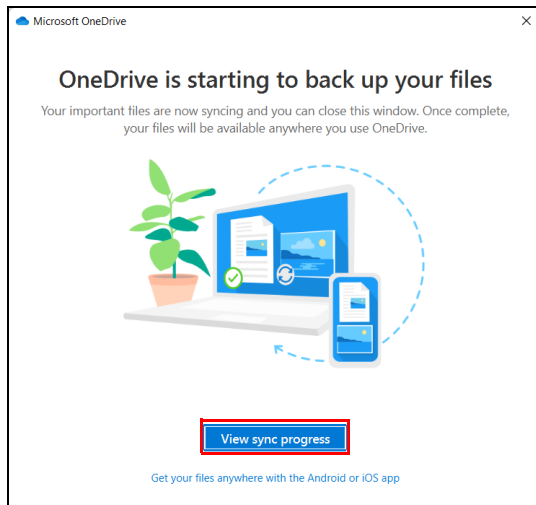 Microsoft OneDrive
OneDrive is starting to back up your files
Your important files are now syncing and you can close this window. Once complete,
your files will be available anywhere you use OneDrive.
View sync progress
Get your files anywhere with the Android or iOS app